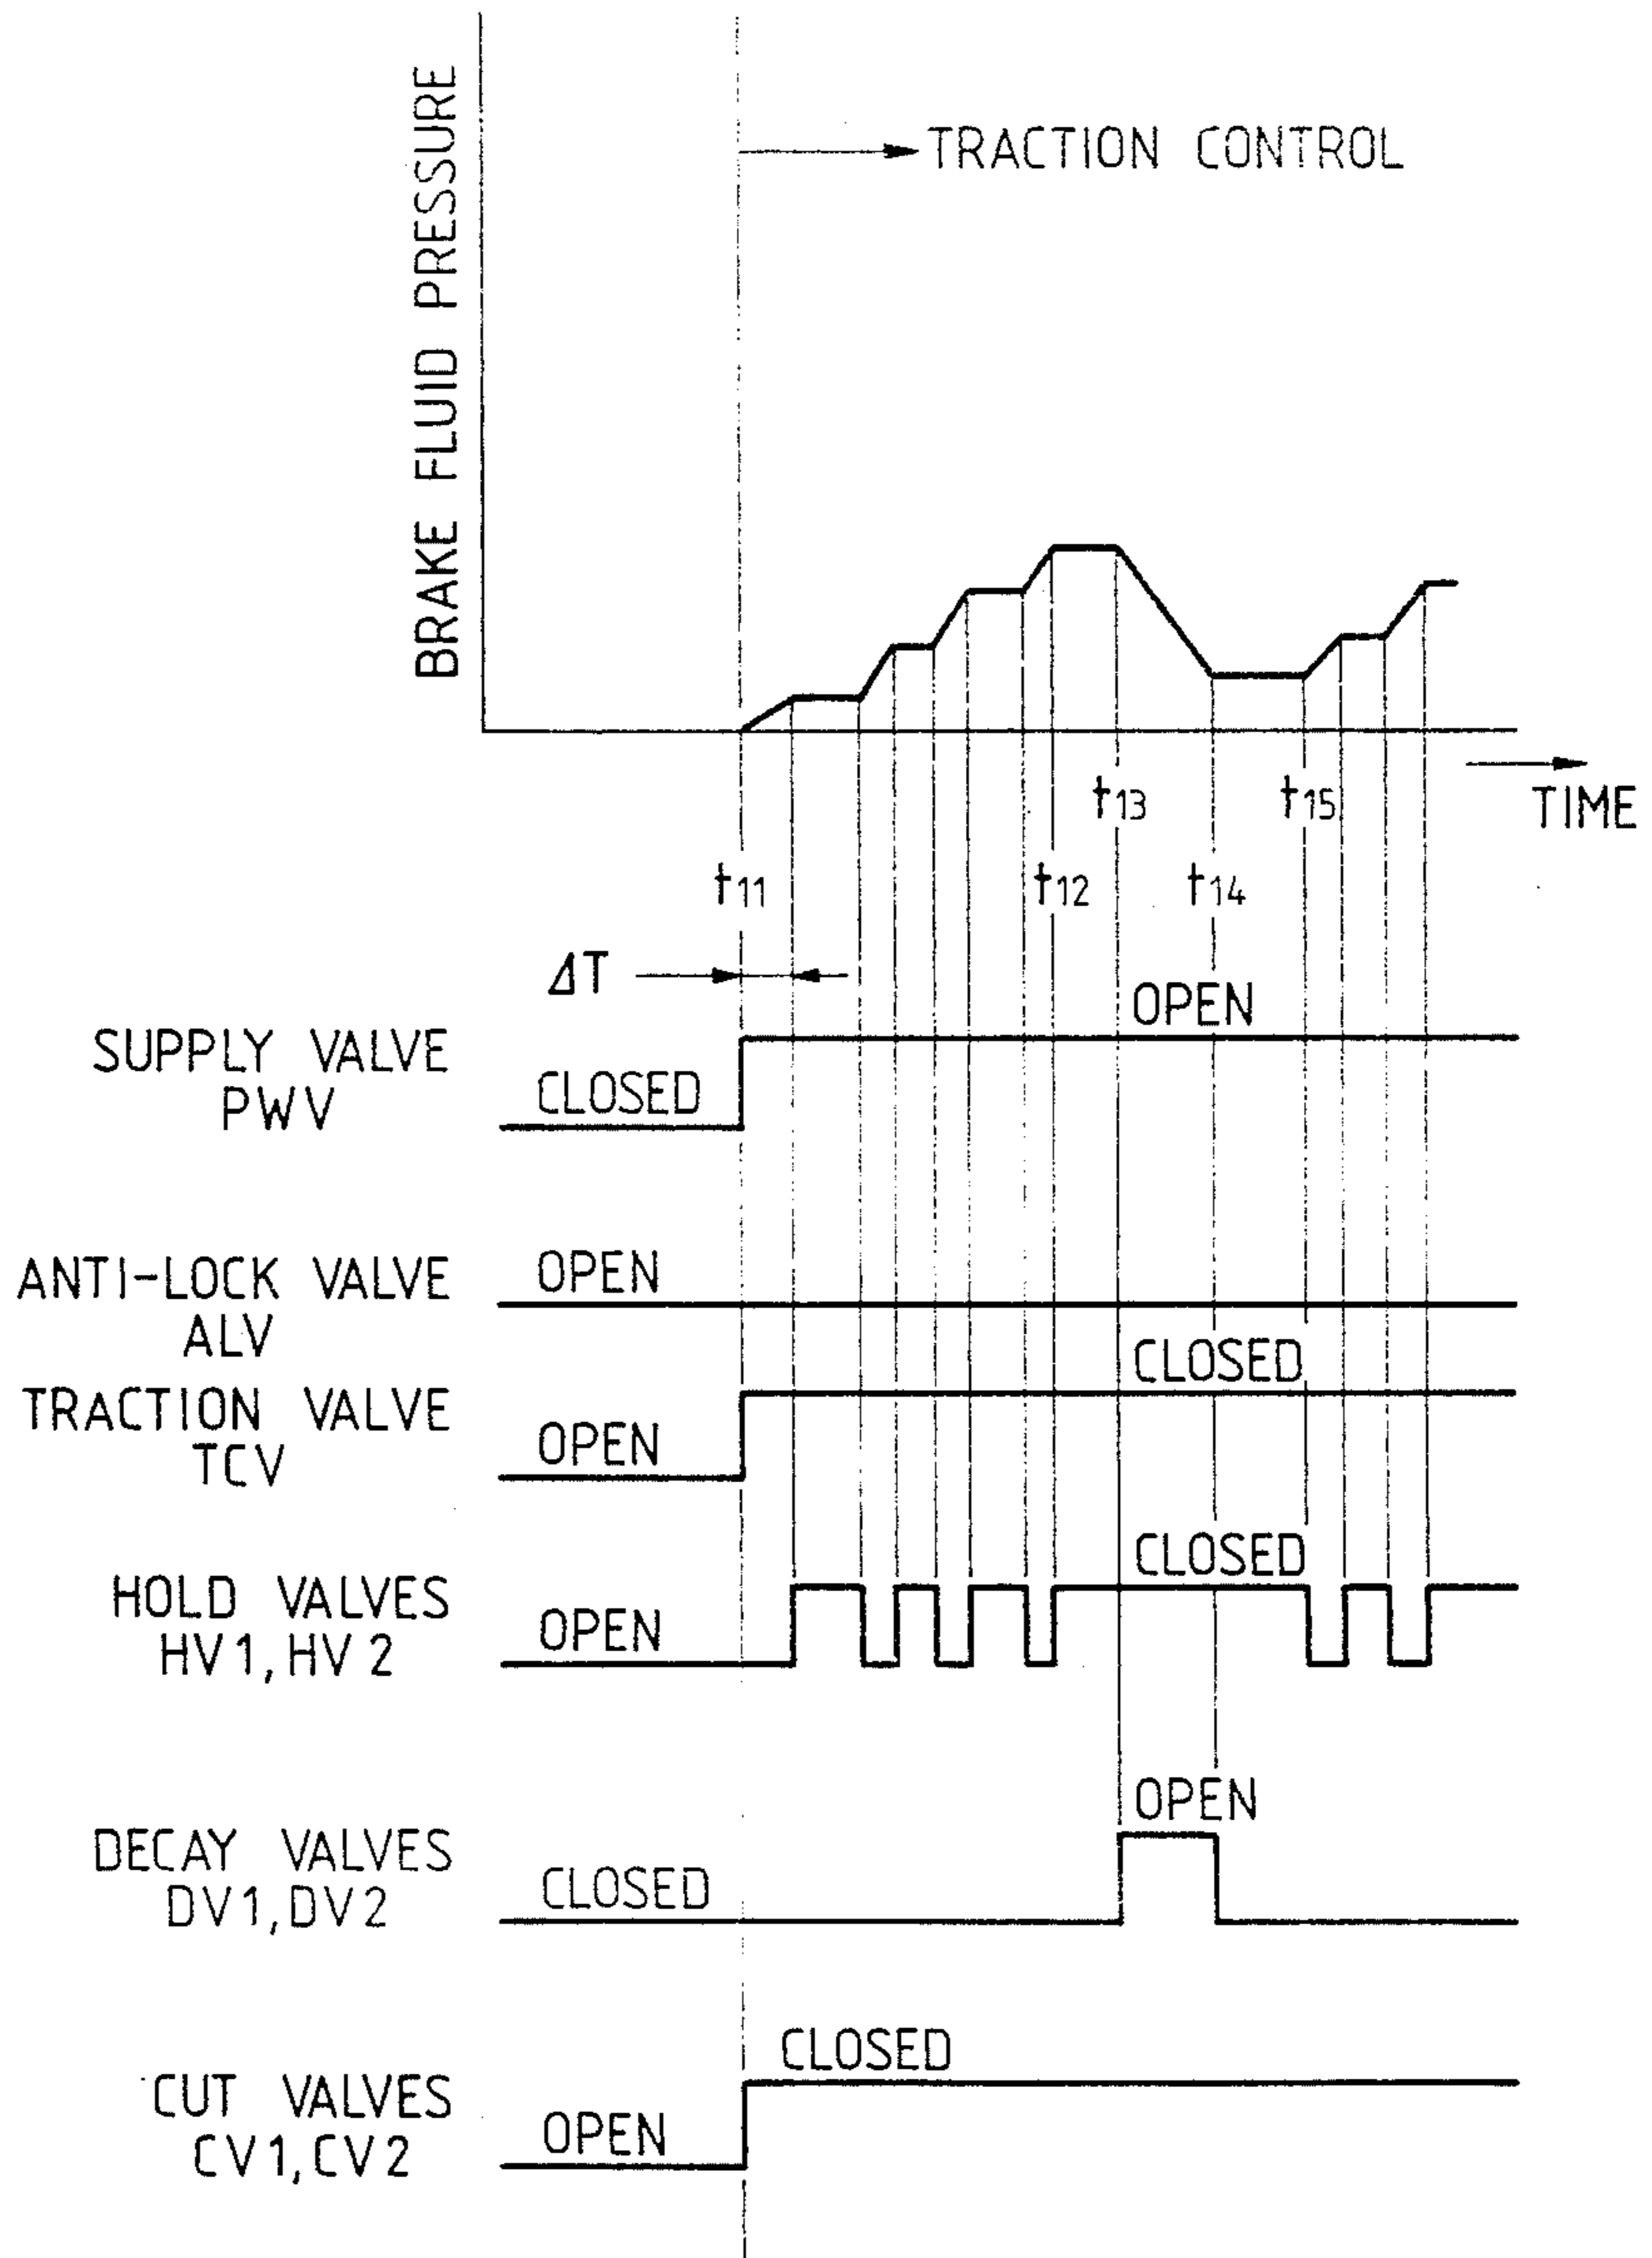 BRAKE FLUID PRESSURE
TRACTION CONTROL
t13
t15
TIME
t11
t12
t14
ΔT
OPEN
SUPPLY VALVE
PWV
CLOSED
ANTI-LOCK VALVE
ALV
OPEN
CLOSED
TRACTION VALVE
TCV
OPEN
CLOSED
HOLD VALVES
HV1, HV2
OPEN
OPEN
DECAY VALVES
DV1, DV2
CLOSED
CLOSED
CUT VALVES
CV1, CV2
OPEN